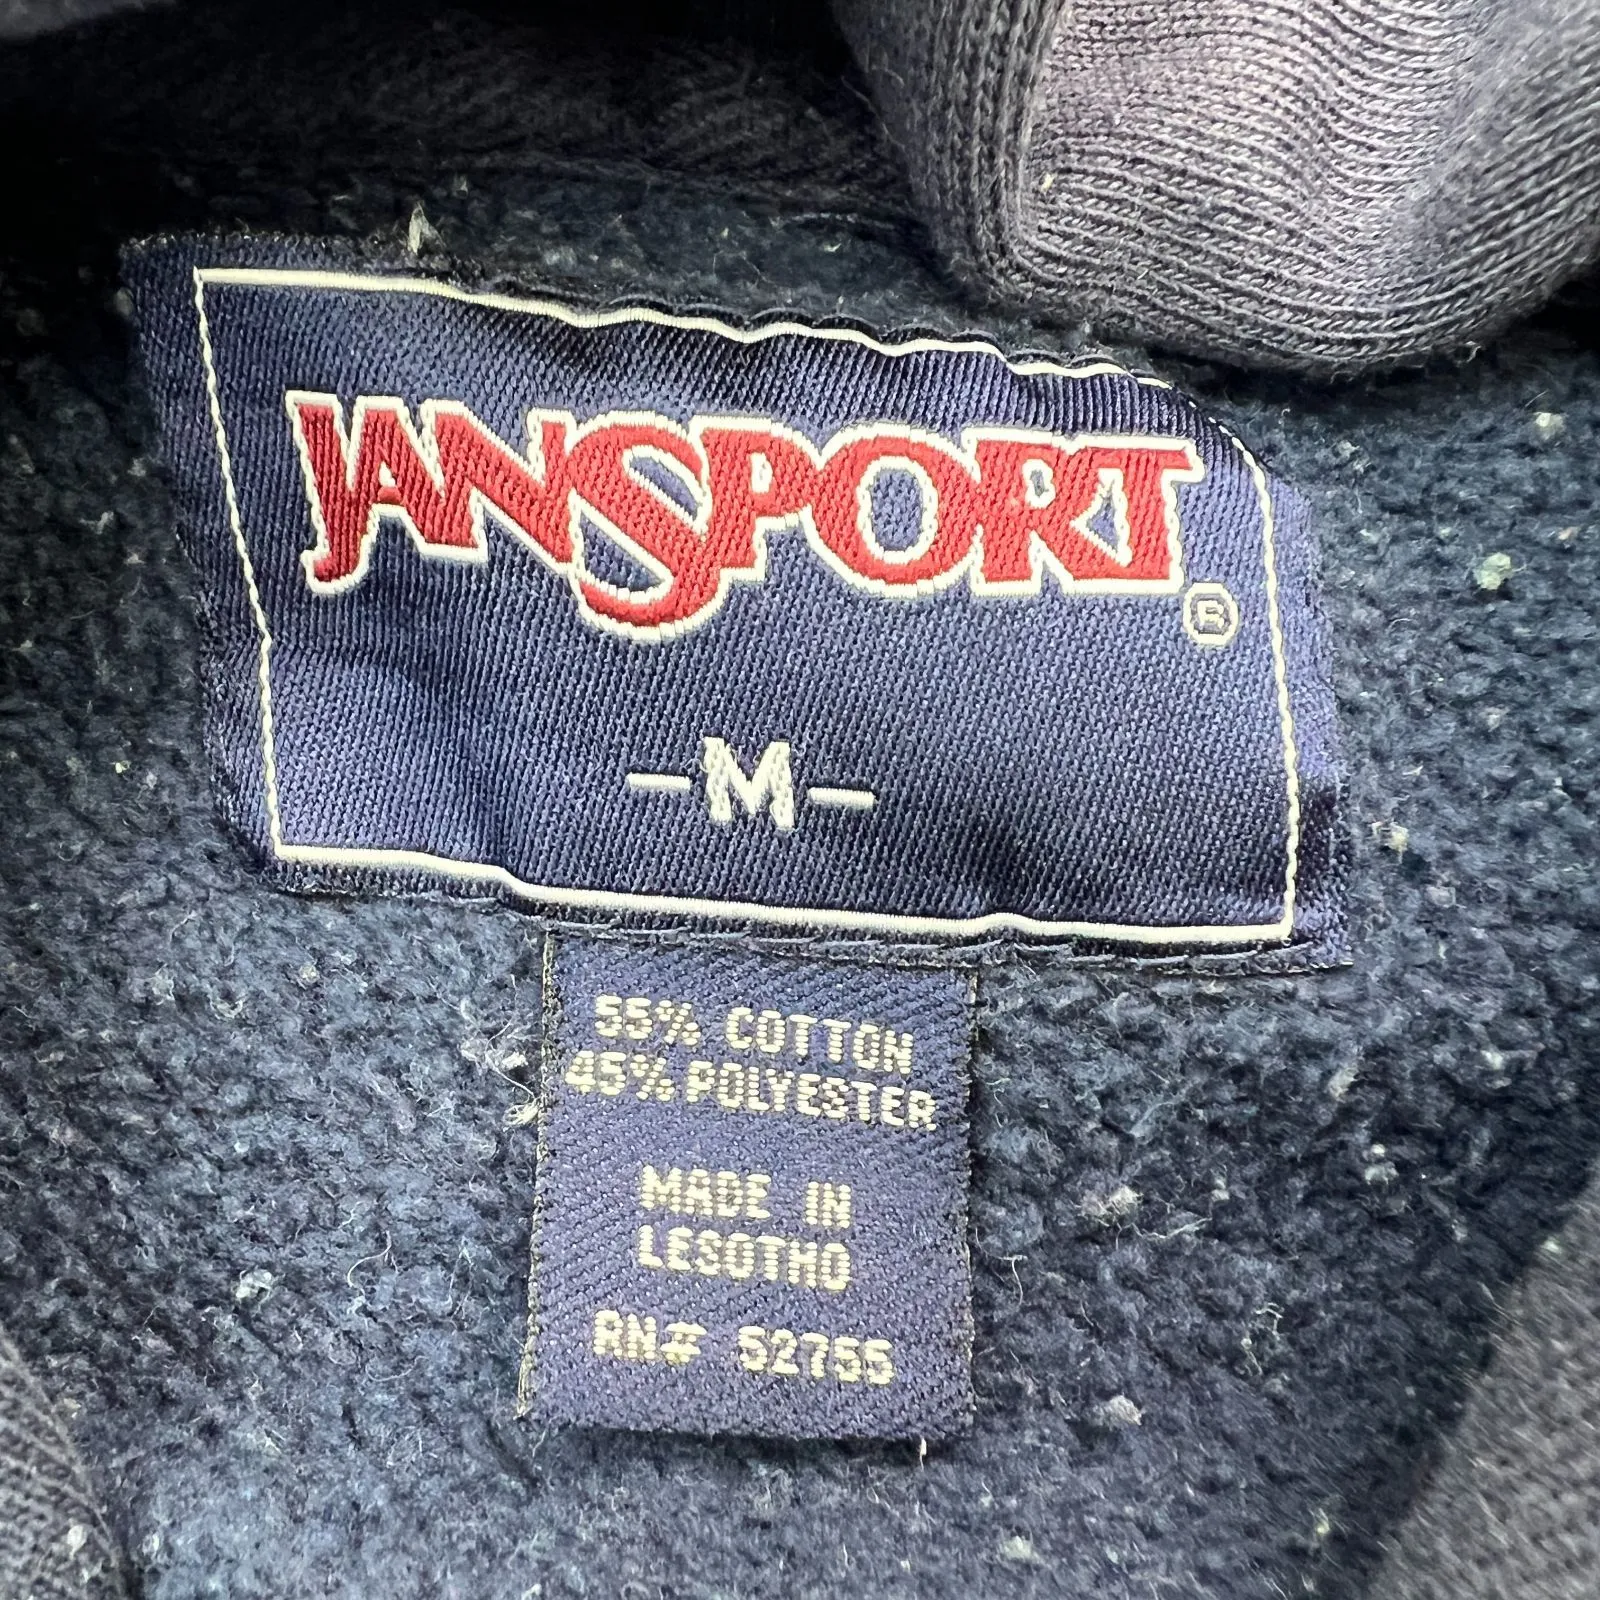 JANSPORT®
-M-
55% COTTON
45% POLYESTER
MADE IN
LESOTHO
RN# 52755